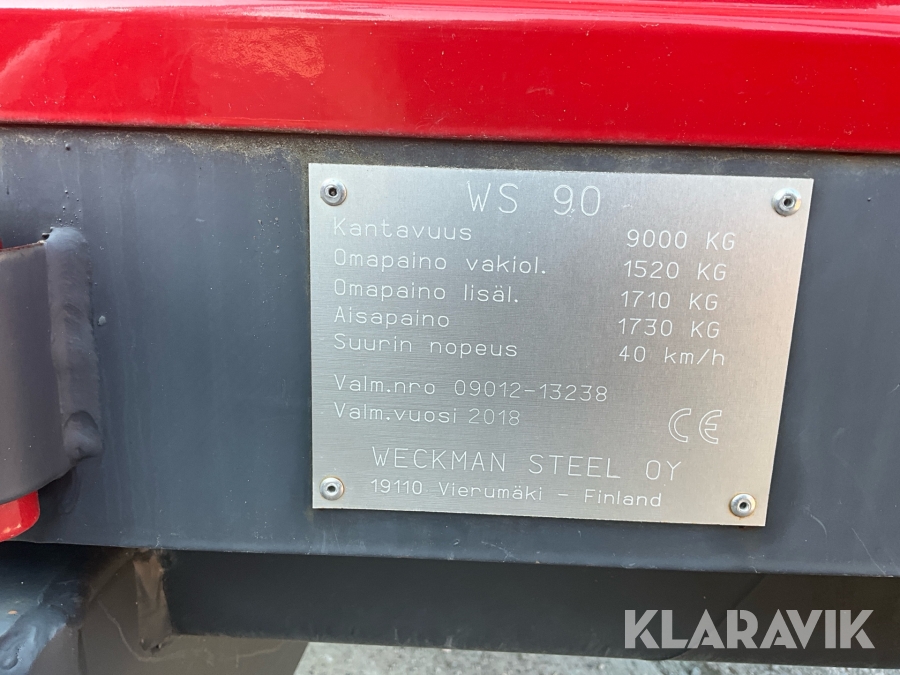 WS 90
Kantavuus 9000 KG
Omapaino vakiol. 1520 KG
Omapaino lisäl. 1710 KG
Aisapaino 1730 KG
Suurin nopeus 40 km/h
Valm.nro 09012-13238
Valm.vuosi 2018
CE
WECKMAN STEEL OY
19110 Vierumäki - Finland
KLARAVIK